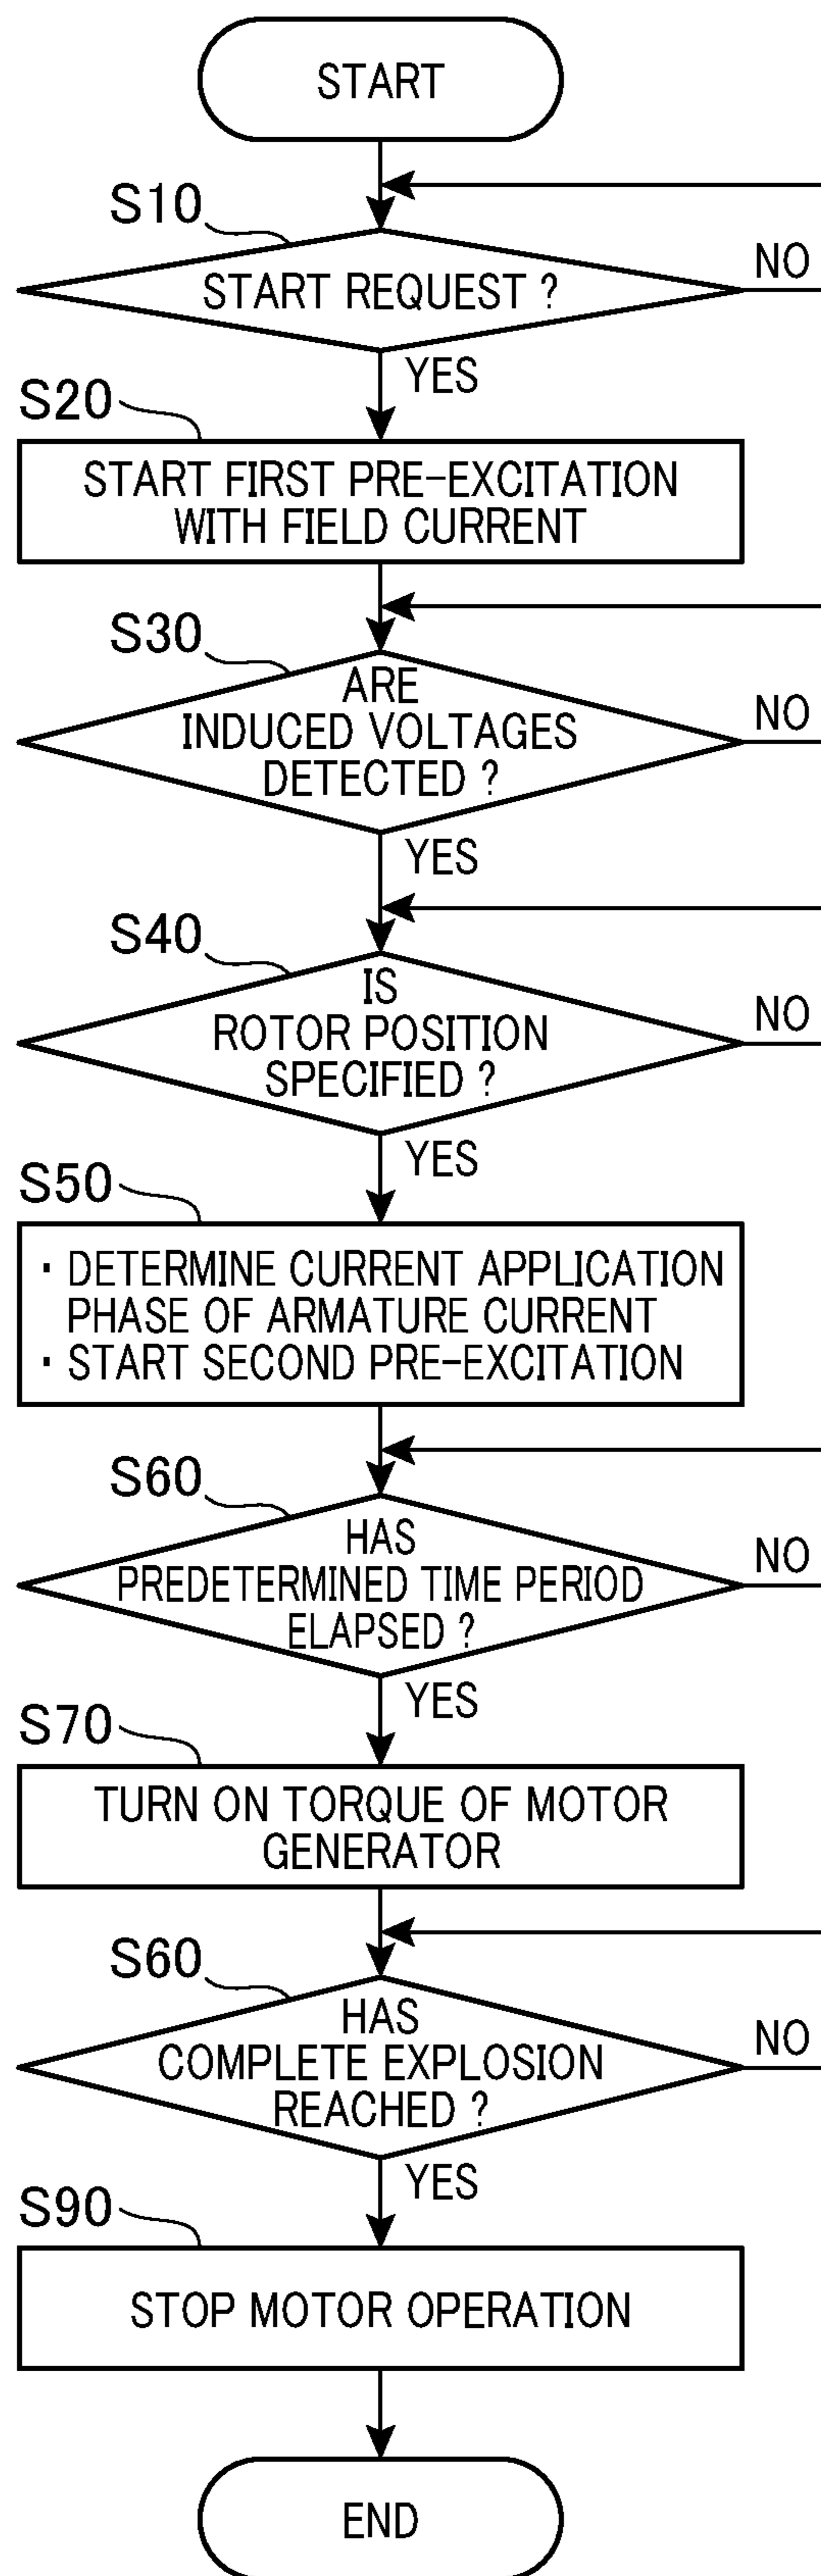 START
S10
START REQUEST ?
NO
YES
S20
START FIRST PRE-EXCITATION
WITH FIELD CURRENT
S30
ARE
INDUCED VOLTAGES
DETECTED ?
NO
YES
S40
IS
ROTOR POSITION
SPECIFIED ?
NO
YES
S50
・ DETERMINE CURRENT APPLICATION
PHASE OF ARMATURE CURRENT
・ START SECOND PRE-EXCITATION
S60
HAS
PREDETERMINED TIME PERIOD
ELAPSED ?
NO
YES
S70
TURN ON TORQUE OF MOTOR
GENERATOR
S60
HAS
COMPLETE EXPLOSION
REACHED ?
NO
YES
S90
STOP MOTOR OPERATION
END